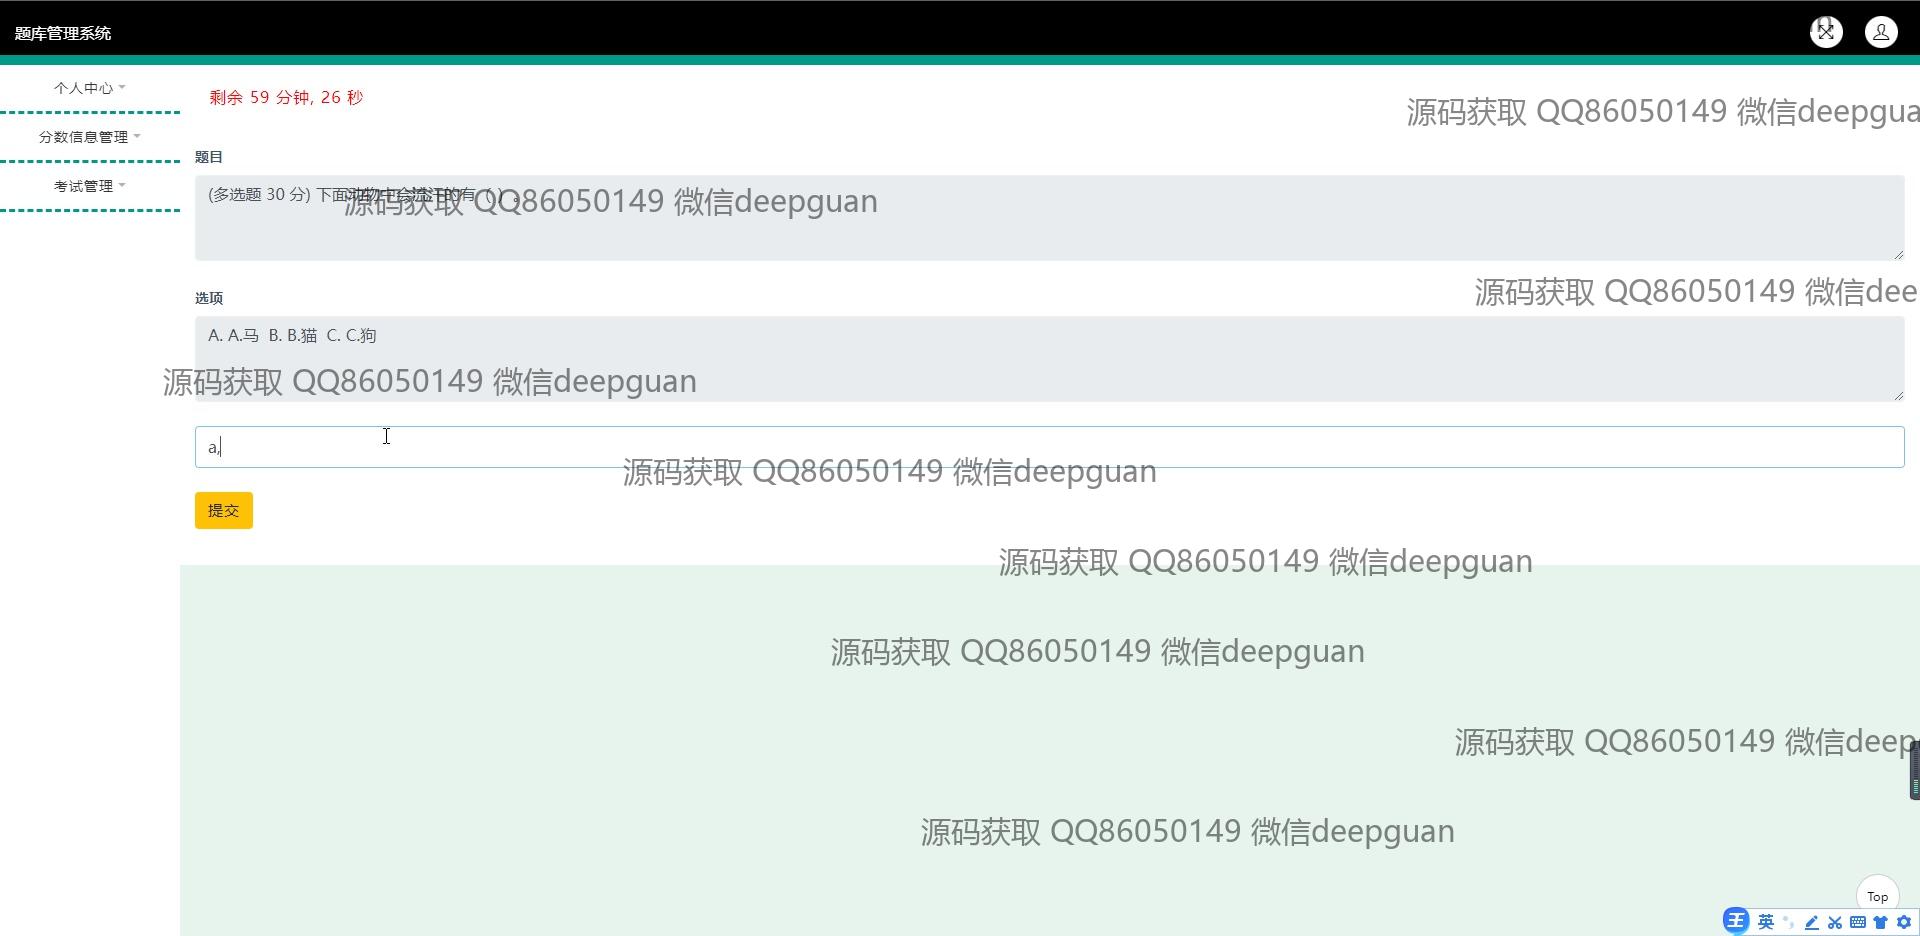 题库管理系统
个人中心
分数信息管理
考试管理
剩余 59 分钟, 26 秒
源码获取 QQ86050149 微信deepgua
题目
(多选题 30 分) 下面动物中会流汗的有（ ）
源码获取 QQ86050149 微信deepguan
源码获取 QQ86050149 微信dee
选项
A. A.马 B. B.猫 C. C.狗
源码获取 QQ86050149 微信deepguan
a,
源码获取 QQ86050149 微信deepguan
提交
源码获取 QQ86050149 微信deepguan
源码获取 QQ86050149 微信deepguan
源码获取 QQ86050149 微信deep
源码获取 QQ86050149 微信deepguan
Top
王 英